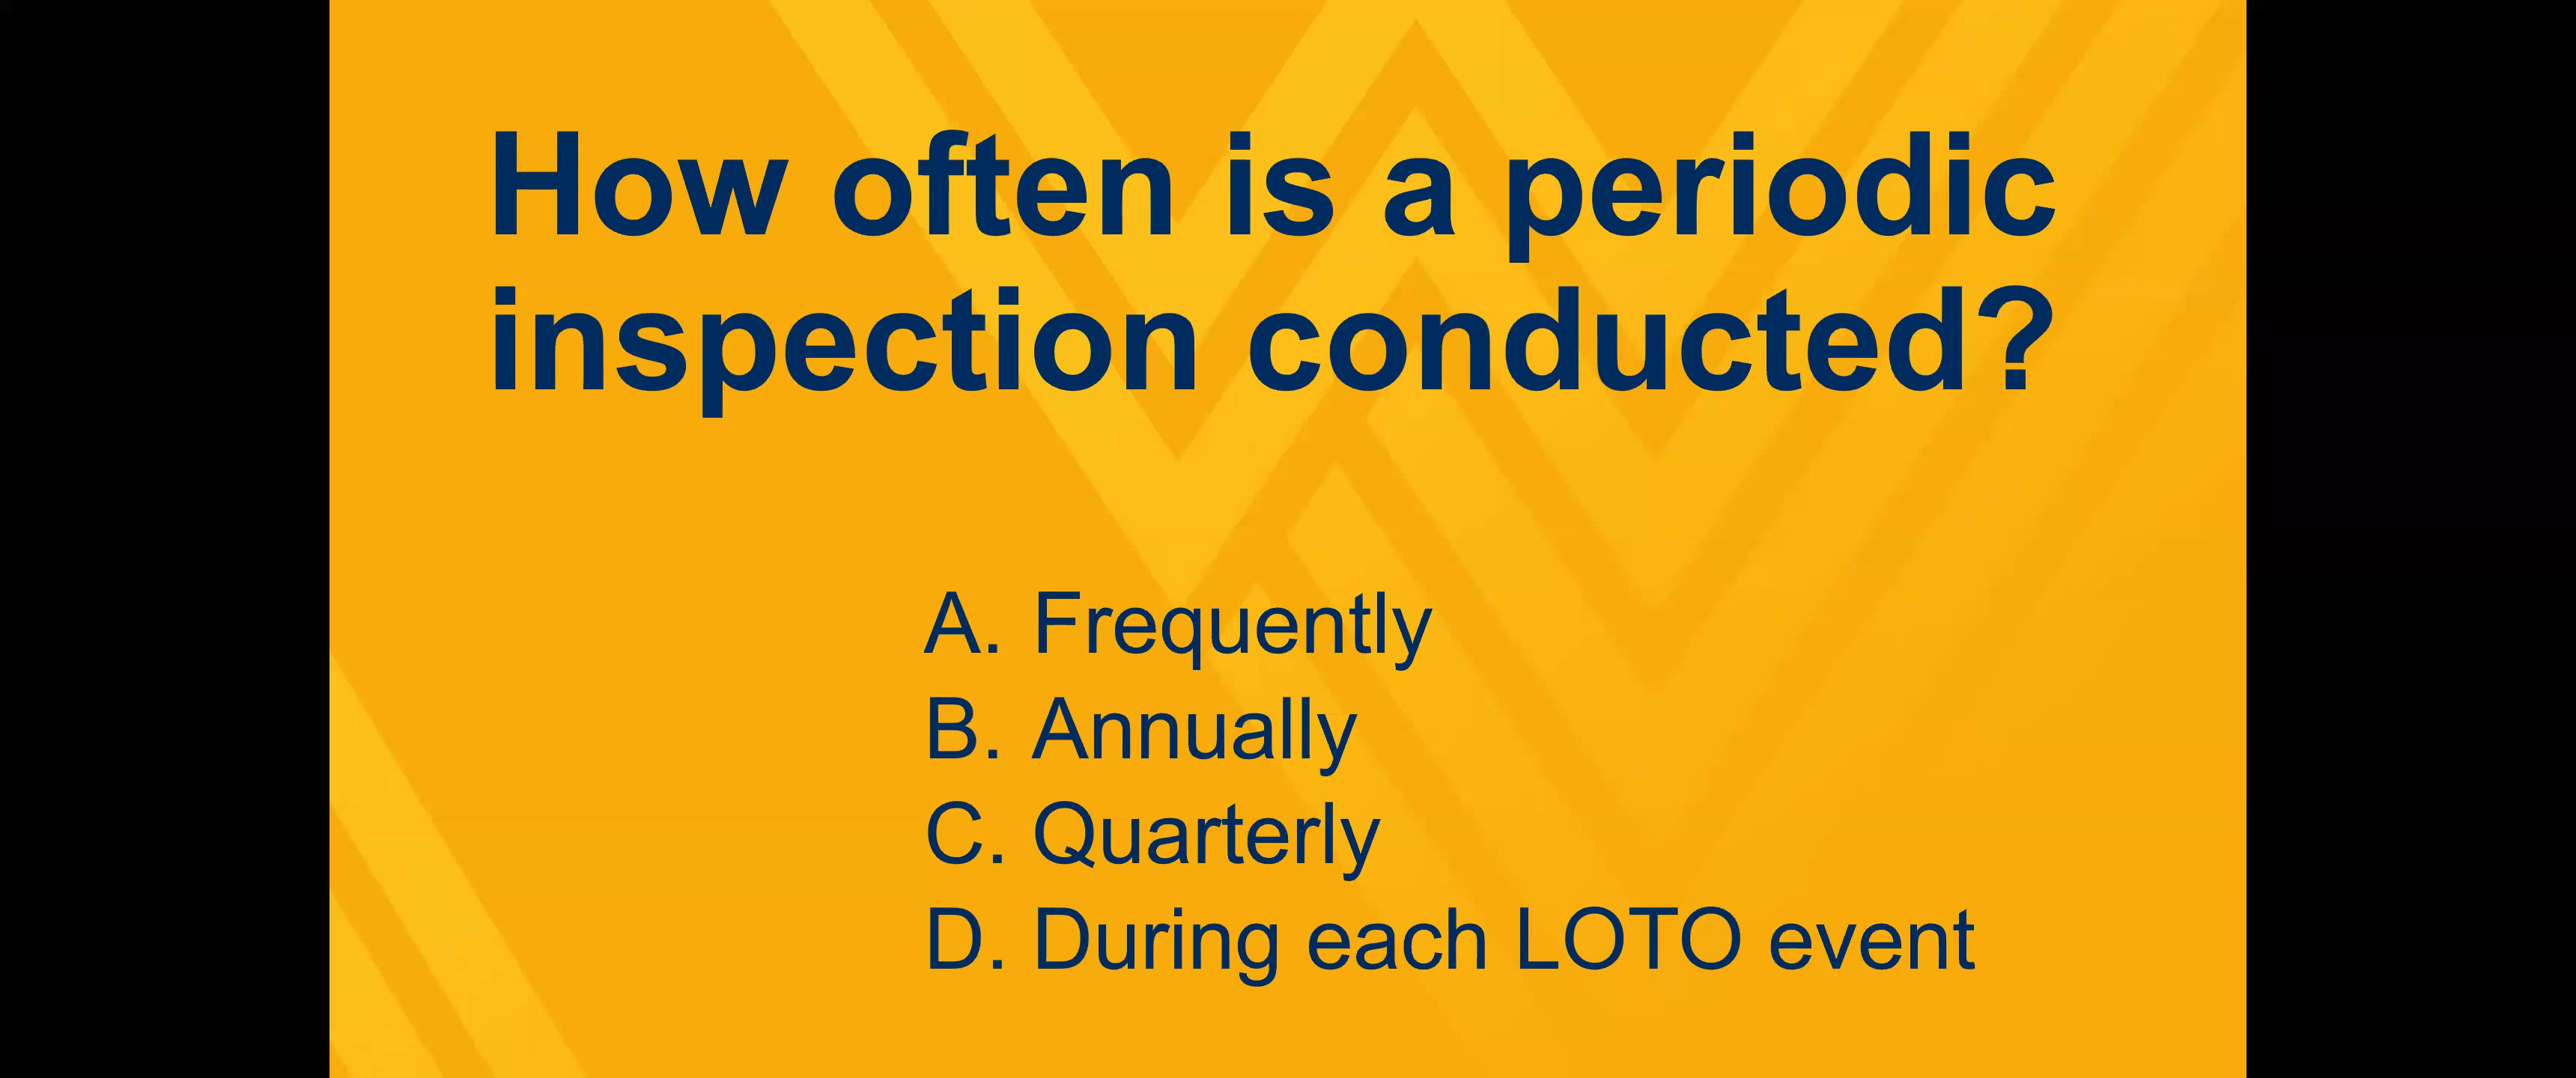 How often is a periodic
inspection conducted?
A. Frequently
B. Annually
C. Quarterly
D. During each LOTO event